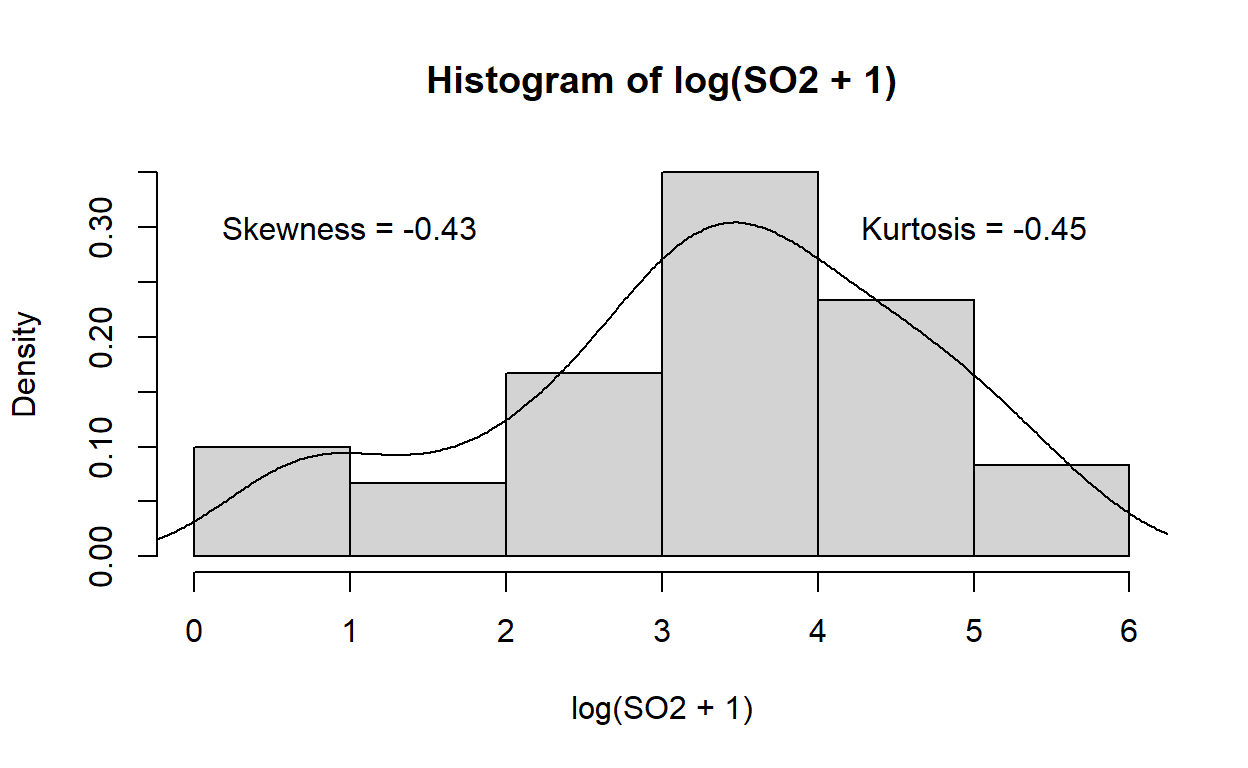 Histogram of log(SO2 + 1)
Skewness = -0.43
Kurtosis = -0.45
Density
0.30
0.20
0.10
0.00
0 1 2 3 4 5 6
log(SO2 + 1)